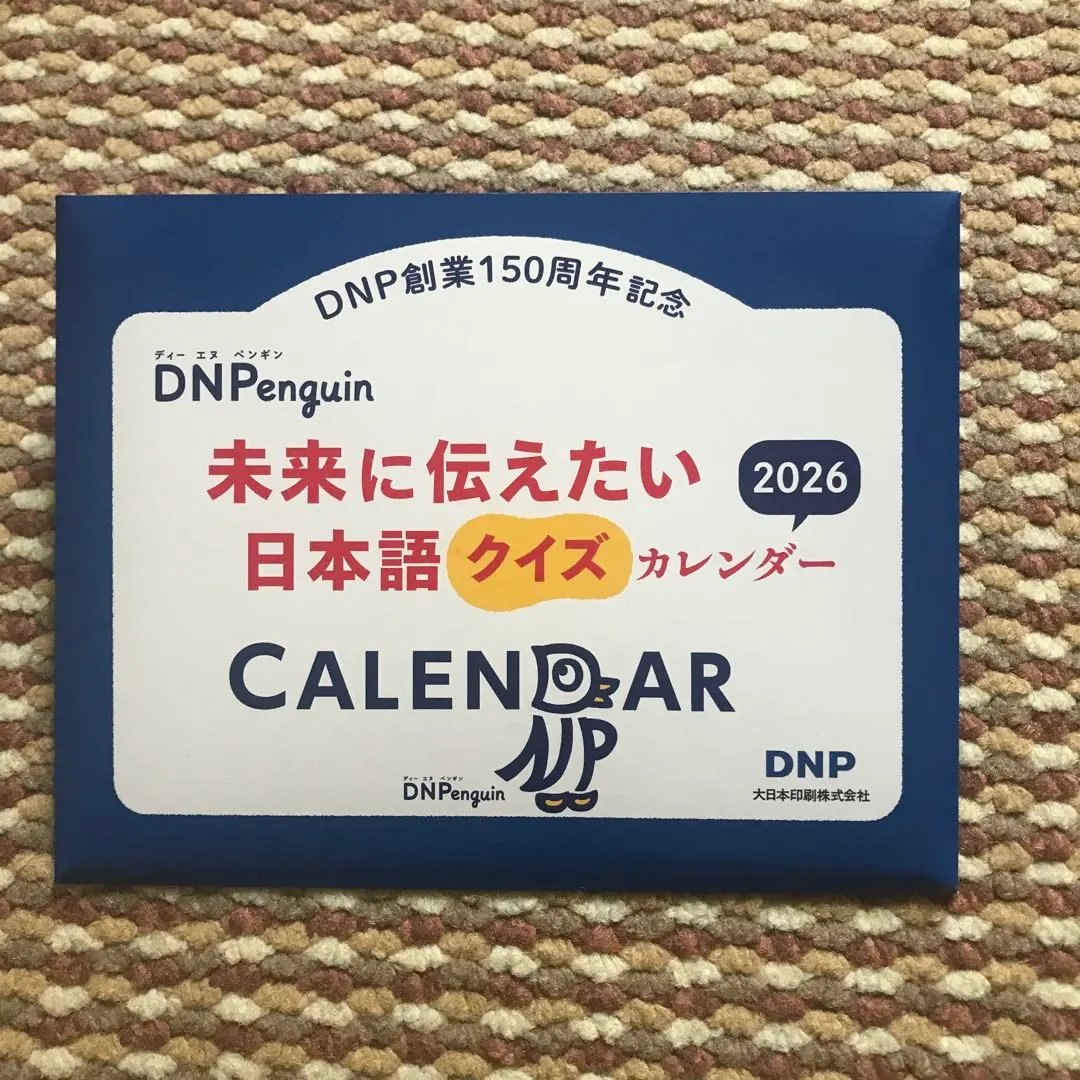 DNP創業150周年記念
ディー エヌ ペンギン
DNPenguin
未来に伝えたい
2026
日本語クイズカレンダー
CALENDAR
NP
ディー エヌ ペンギン
DNPenguin
DNP
大日本印刷株式会社